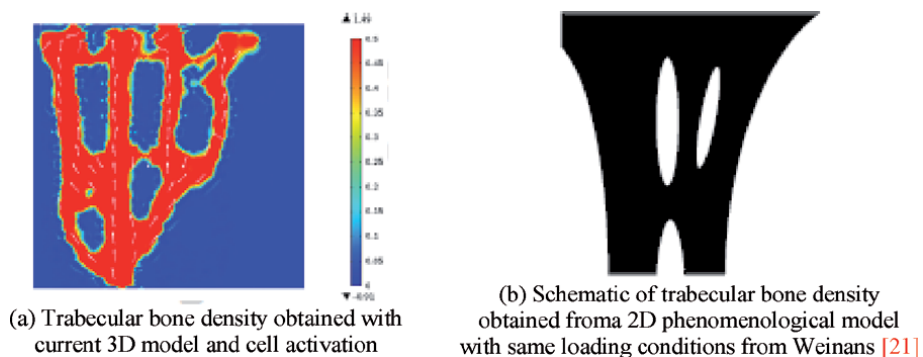 ▲ 1.49
0.5
0.45
0.4
0.35
0.3
0.25
0.2
0.15
0.1
0.05
0
(a) Trabecular bone density obtained with
current 3D model and cell activation
(b) Schematic of trabecular bone density
obtained froma 2D phenomenological model
with same loading conditions from Weinans [21]